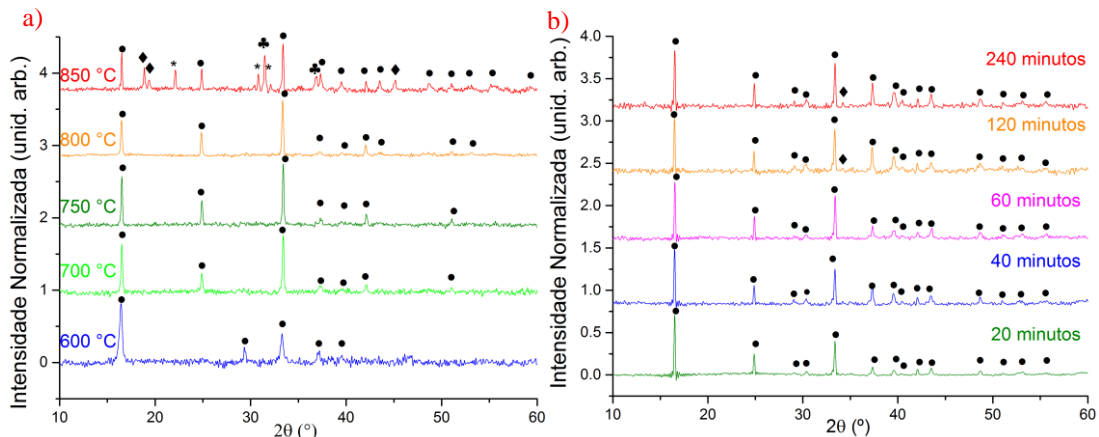 a)
Intensidade Normalizada (unid. arb.)
4
3
2
1
0
850 °C
800 °C
750 °C
700 °C
600 °C
* * *
10 20 30 40 50 60
2θ (°)
b)
Intensidade Normalizada (unid. arb.)
4.0
3.5
3.0
2.5
2.0
1.5
1.0
0.5
0.0
240 minutos
120 minutos
60 minutos
40 minutos
20 minutos
10 20 30 40 50 60
2θ (º)